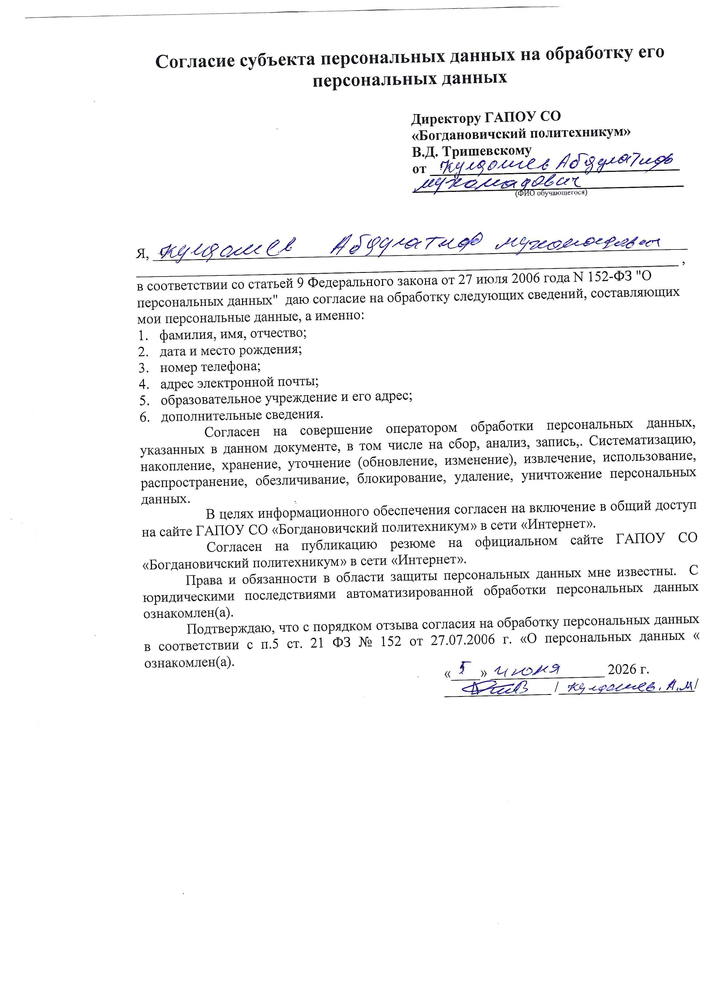 Согласие субъекта персональных данных на обработку его
персональных данных
Директору ГАПОУ СО
«Богдановичский политехникум»
В.Д. Тришевскому
от Кулдошев Абдулатиф
мухомадович
(ФИО обучающегося)
Я, Кулдошев Абдулатиф мухомадович
,
в соответствии со статьей 9 Федерального закона от 27 июля 2006 года N 152-ФЗ "О
персональных данных" даю согласие на обработку следующих сведений, составляющих
мои персональные данные, а именно:
1. фамилия, имя, отчество;
2. дата и место рождения;
3. номер телефона;
4. адрес электронной почты;
5. образовательное учреждение и его адрес;
6. дополнительные сведения.
Согласен на совершение оператором обработки персональных данных,
указанных в данном документе, в том числе на сбор, анализ, запись,. Систематизацию,
накопление, хранение, уточнение (обновление, изменение), извлечение, использование,
распространение, обезличивание, блокирование, удаление, уничтожение персональных
данных.
В целях информационного обеспечения согласен на включение в общий доступ
на сайте ГАПОУ СО «Богдановичский политехникум» в сети «Интернет».
Согласен на публикацию резюме на официальном сайте ГАПОУ СО
«Богдановичский политехникум» в сети «Интернет».
Права и обязанности в области защиты персональных данных мне известны. С
юридическими последствиями автоматизированной обработки персональных данных
ознакомлен(а).
Подтверждаю, что с порядком отзыва согласия на обработку персональных данных
в соответствии с п.5 ст. 21 ФЗ № 152 от 27.07.2006 г. «О персональных данных «
ознакомлен(а).
«5» июня 2026 г.
/ Кулдошев. А.М/